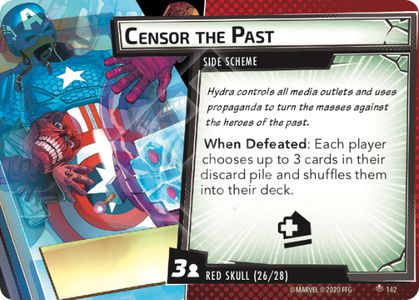 CENSOR THE PAST
SIDE SCHEME
Hydra controls all media outlets and uses
propaganda to turn the masses against
the heroes of the past.
When Defeated: Each player
chooses up to 3 cards in their
discard pile and shuffles them
into their deck.
3
RED SKULL (26/28)
© MARVEL © 2020 FFG 142